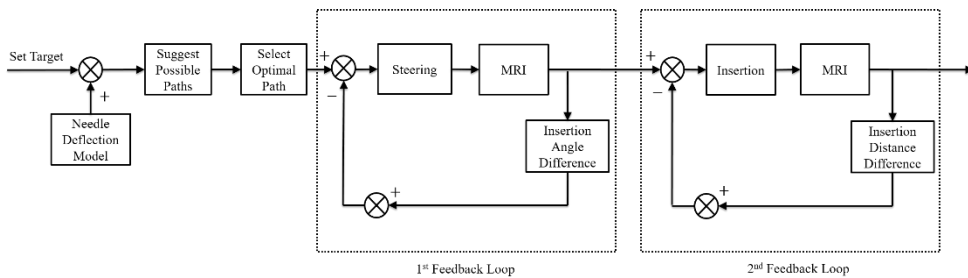 Set Target
+
Needle
Deflection
Model
Suggest
Possible
Paths
Select
Optimal
Path
+
−
Steering
MRI
Insertion
Angle
Difference
+
1st Feedback Loop
+
−
Insertion
MRI
Insertion
Distance
Difference
+
2nd Feedback Loop